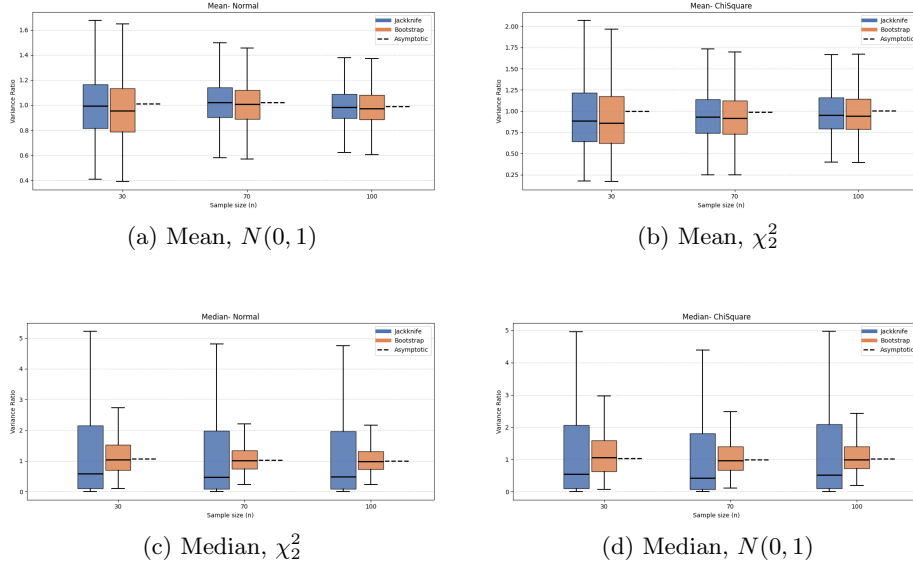 Mean- Normal
Variance Ratio
1.6
1.4
1.2
1.0
0.8
0.6
0.4
Jackknife
Bootstrap
Asymptotic
30
70
100
Sample size (n)
(a) Mean, N(0, 1)
Mean- ChiSquare
Variance Ratio
2.00
1.75
1.50
1.25
1.00
0.75
0.50
0.25
Jackknife
Bootstrap
Asymptotic
30
70
100
Sample size (n)
(b) Mean, χ²₂
Median- Normal
Variance Ratio
5
4
3
2
1
0
Jackknife
Bootstrap
Asymptotic
30
70
100
Sample size (n)
(c) Median, χ²₂
Median- ChiSquare
Variance Ratio
5
4
3
2
1
0
Jackknife
Bootstrap
Asymptotic
30
70
100
Sample size (n)
(d) Median, N(0, 1)